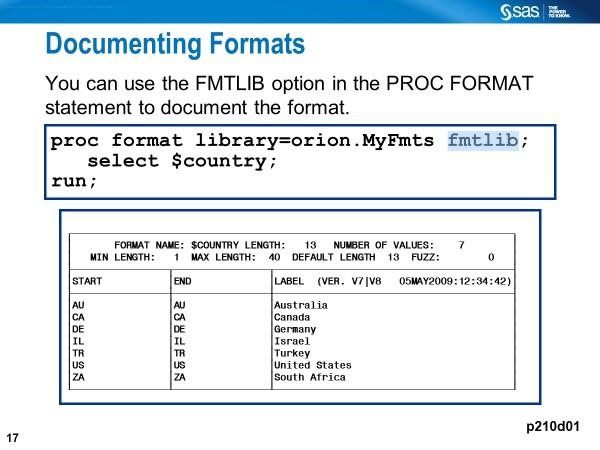 sas THE POWER TO KNOW.
Documenting Formats
You can use the FMTLIB option in the PROC FORMAT
statement to document the format.
proc format library=orion.MyFmts fmtlib;
select $country;
run;
FORMAT NAME: $COUNTRY LENGTH: 13 NUMBER OF VALUES: 7
MIN LENGTH: 1 MAX LENGTH: 40 DEFAULT LENGTH 13 FUZZ: 0
START END LABEL (VER. V7|V8 05MAY2009:12:34:42)
AU AU Australia
CA CA Canada
DE DE Germany
IL IL Israel
TR TR Turkey
US US United States
ZA ZA South Africa
p210d01
17